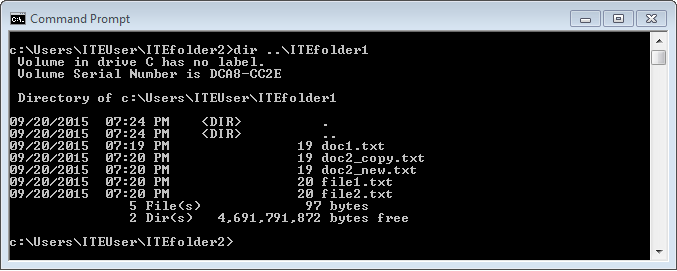 Command Prompt
c:\Users\ITEUser\ITEfolder2>dir ..\ITEfolder1
Volume in drive C has no label.
Volume Serial Number is DCA8-CC2E
Directory of c:\Users\ITEUser\ITEfolder1
09/20/2015  07:24 PM    <DIR>          .
09/20/2015  07:24 PM    <DIR>          ..
09/20/2015  07:19 PM                19 doc1.txt
09/20/2015  07:20 PM                19 doc2_copy.txt
09/20/2015  07:20 PM                19 doc2_new.txt
09/20/2015  07:20 PM                20 file1.txt
09/20/2015  07:20 PM                20 file2.txt
5 File(s)             97 bytes
2 Dir(s)   4,691,791,872 bytes free
c:\Users\ITEUser\ITEfolder2>